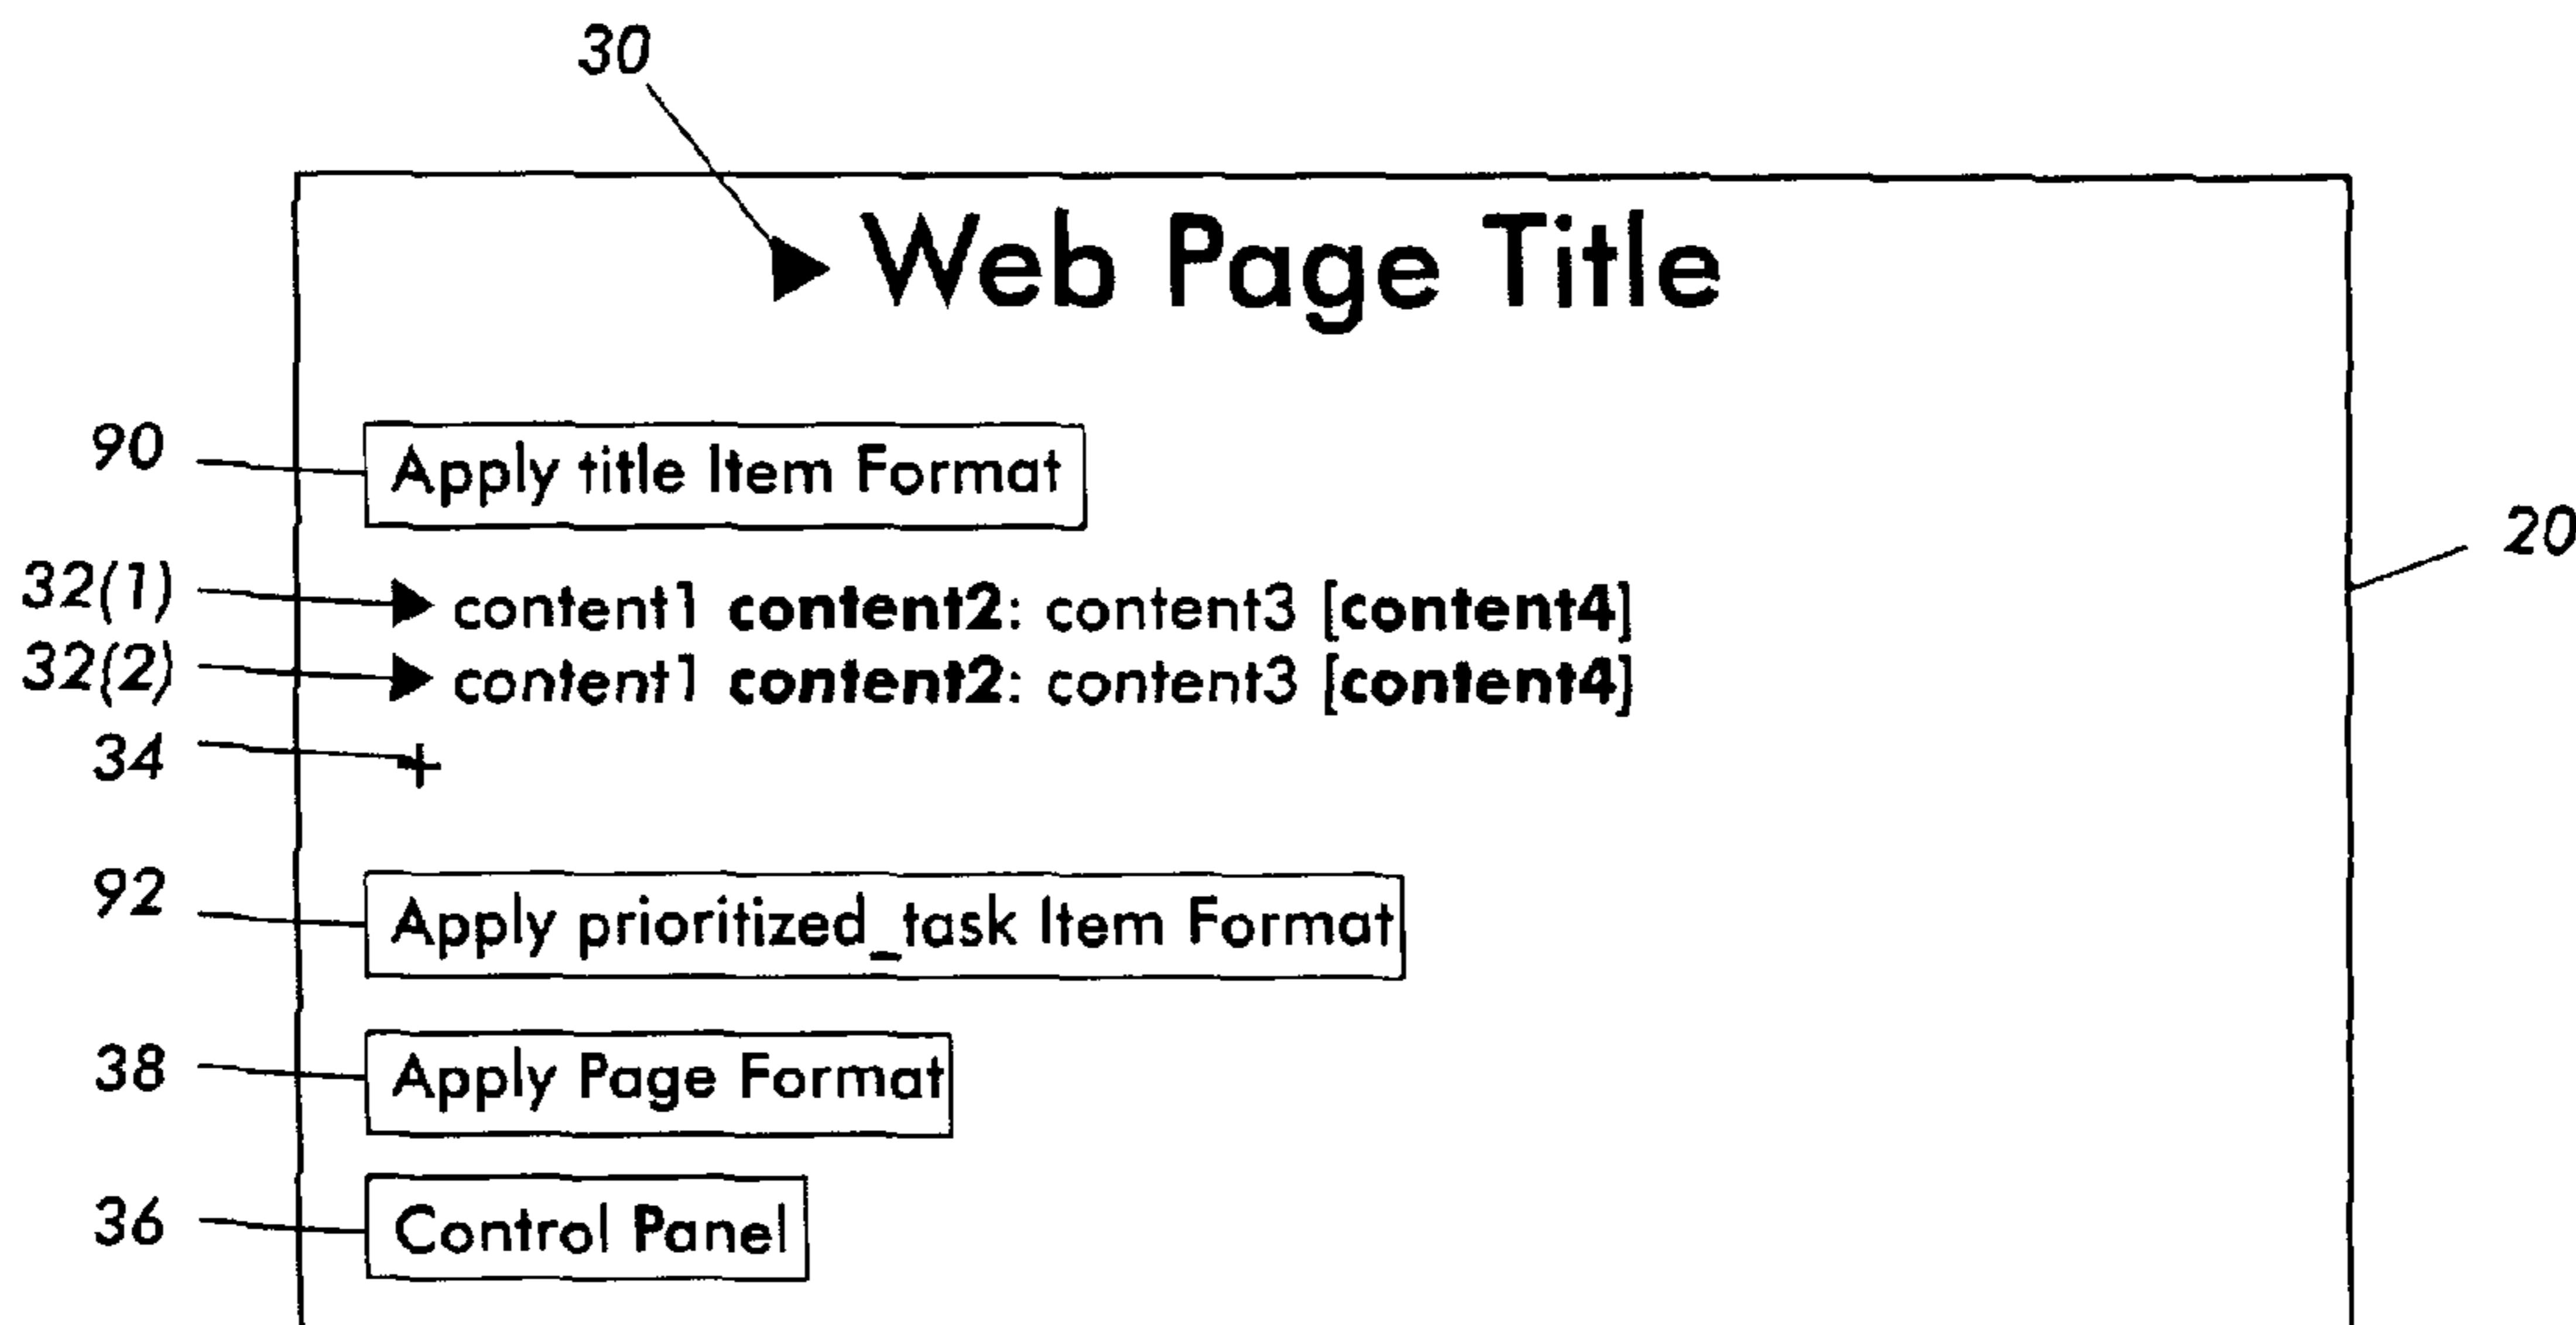 30
Web Page Title
90 Apply title Item Format
20
32(1) content1 content2: content3 [content4]
32(2) content1 content2: content3 [content4]
34 +
92 Apply prioritized_task Item Format
38 Apply Page Format
36 Control Panel